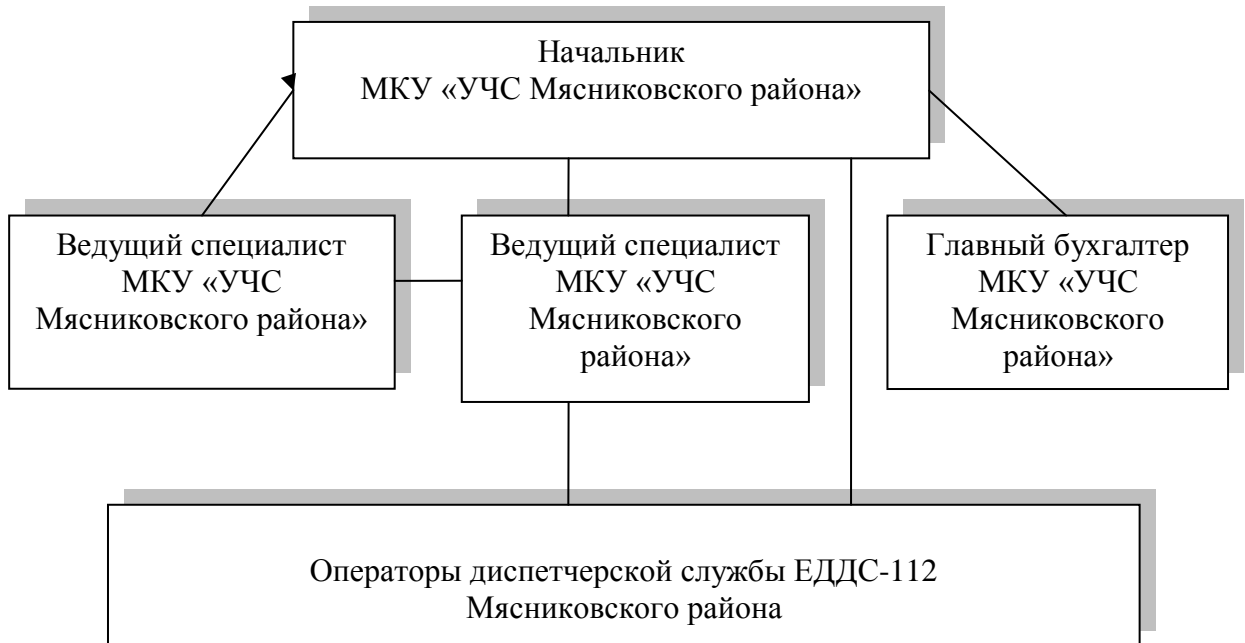 Начальник
МКУ «УЧС Мясниковского района»
Ведущий специалист
МКУ «УЧС
Мясниковского района»
Ведущий специалист
МКУ «УЧС
Мясниковского
района»
Главный бухгалтер
МКУ «УЧС
Мясниковского
района»
Операторы диспетчерской службы ЕДДС-112
Мясниковского района